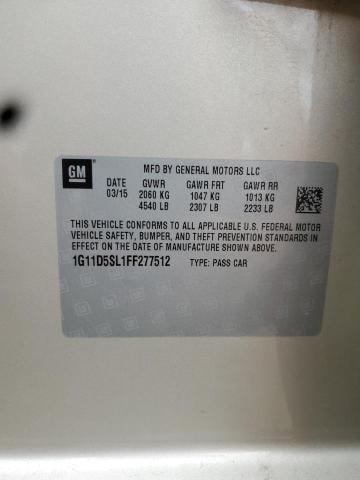 GM
MFD BY GENERAL MOTORS LLC
DATE GVWR GAWR FRT GAWR RR
03/15 2060 KG 1047 KG 1013 KG
4540 LB 2307 LB 2233 LB
THIS VEHICLE CONFORMS TO ALL APPLICABLE U.S. FEDERAL MOTOR
VEHICLE SAFETY, BUMPER, AND THEFT PREVENTION STANDARDS IN
EFFECT ON THE DATE OF MANUFACTURE SHOWN ABOVE.
1G11D5SL1FF277512 TYPE: PASS CAR